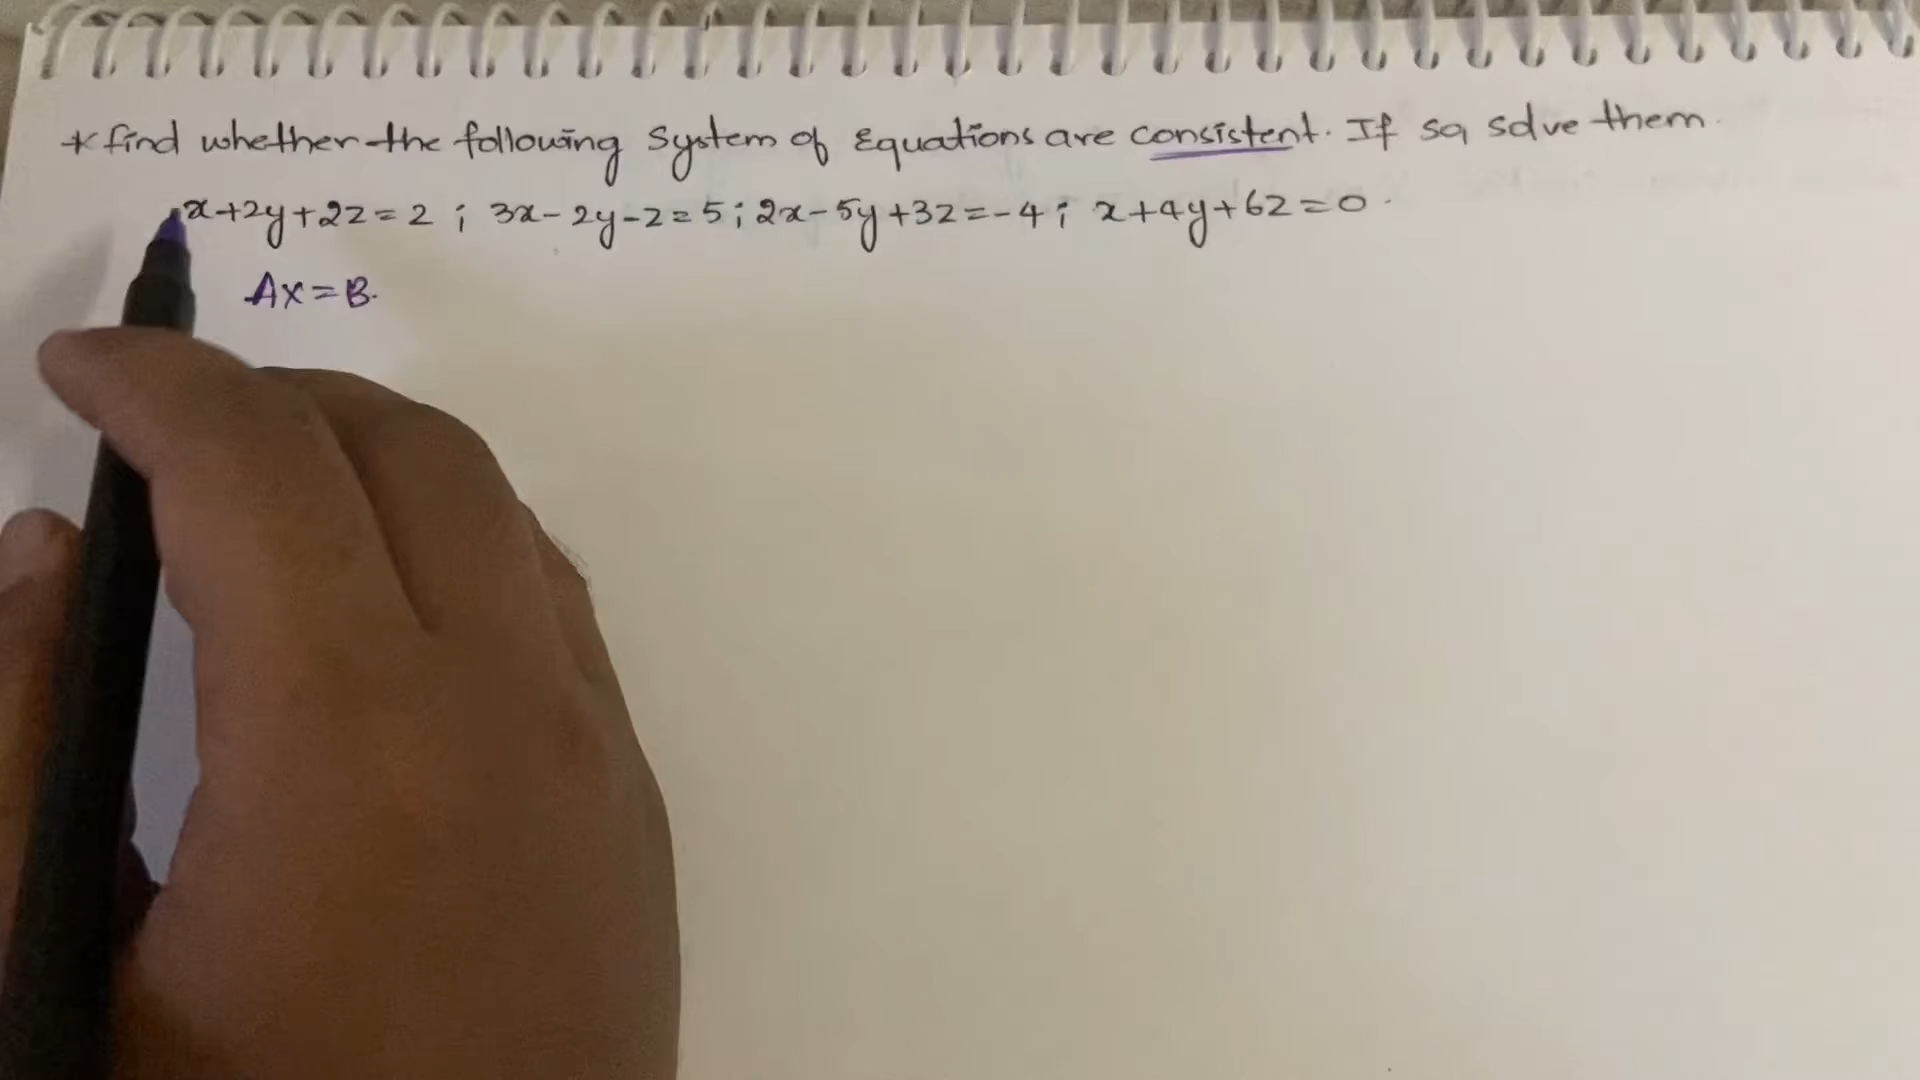 * find whether the following system of Equations are consistent. If so, solve them.
x+2y+2z=2 ; 3x-2y-z=5 ; 2x-5y+3z=-4 ; x+4y+6z=0.
AX=B.